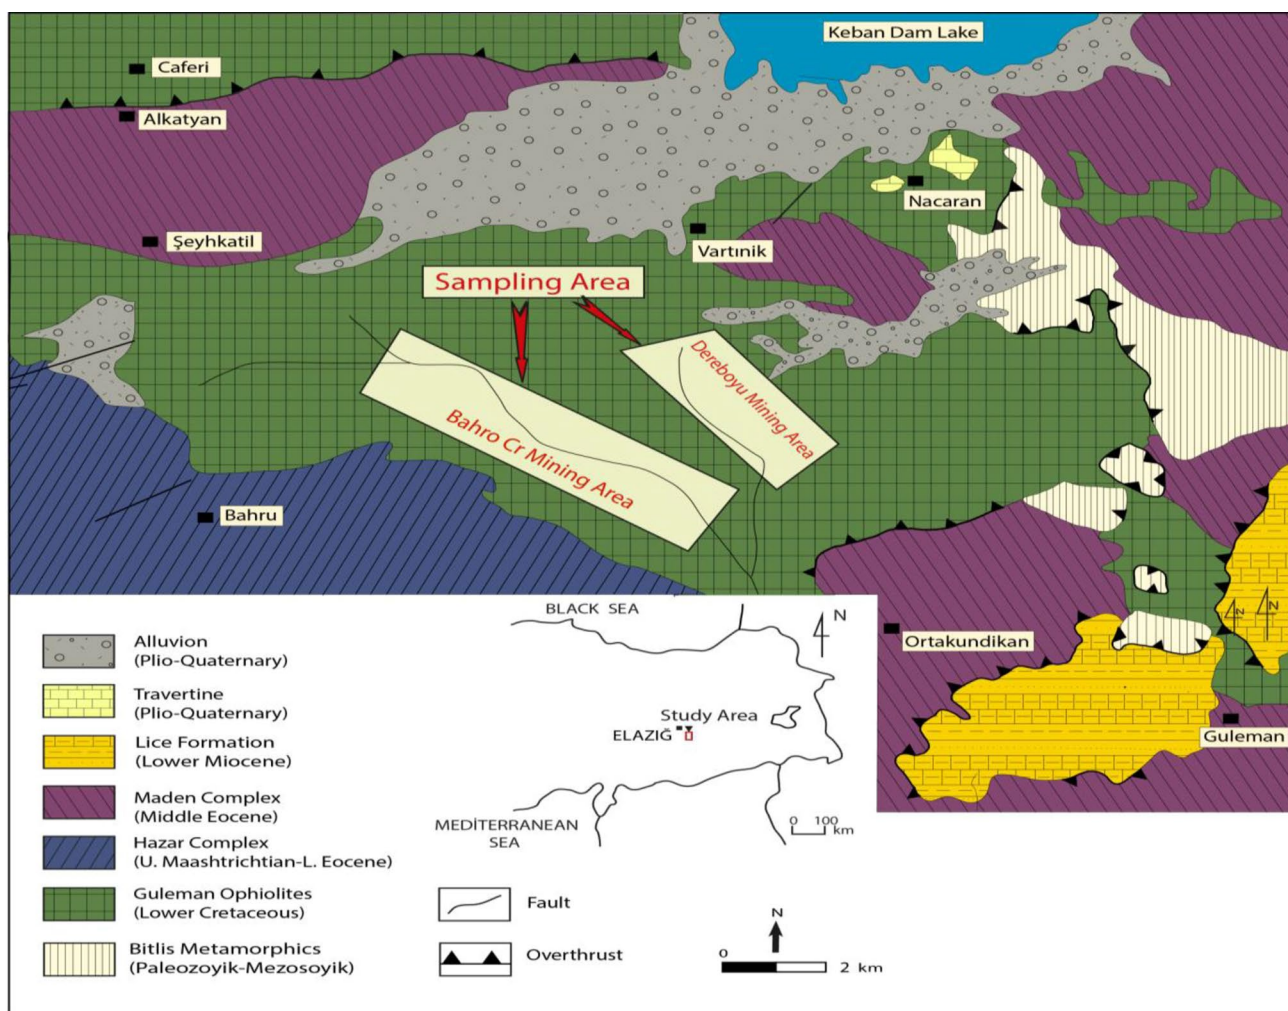 Keban Dam Lake
Caferi
Alkatyan
Nacaran
Şeyhkatil
Vartınik
Sampling Area
Dereboyu Mining Area
Bahro Cr Mining Area
Bahru
N N
Ortakundikan
Guleman
BLACK SEA
N
Study Area
ELAZIĞ
MEDİTERRANEAN
SEA
0 100
km
Alluvion
(Plio-Quaternary)
Travertine
(Plio-Quaternary)
Lice Formation
(Lower Miocene)
Maden Complex
(Middle Eocene)
Hazar Complex
(U. Maashtrichtian-L. Eocene)
Guleman Ophiolites
(Lower Cretaceous)
Bitlis Metamorphics
(Paleozoyik-Mezosoyik)
Fault
Overthrust
N
0
2 km